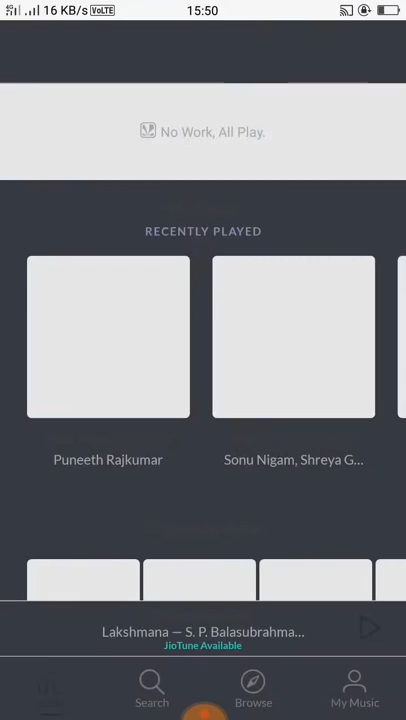 16 KB/s VoLTE 15:50
No Work, All Play.
RECENTLY PLAYED
Puneeth Rajkumar
Sonu Nigam, Shreya G...
Lakshmana — S. P. Balasubrahma...
JioTune Available
Search
Browse
My Music